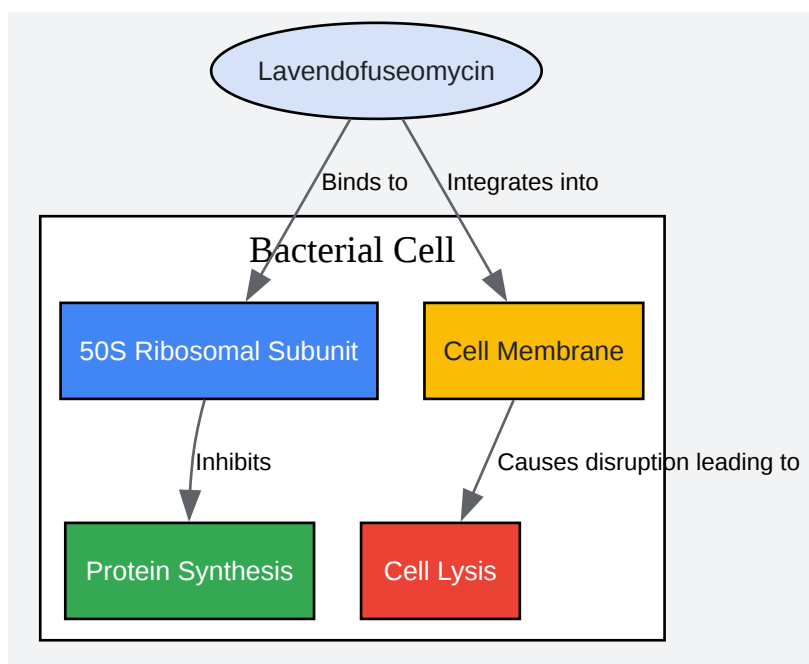 Lavendofuseomycin
Binds to
Integrates into
Bacterial Cell
50S Ribosomal Subunit
Cell Membrane
Inhibits
Causes disruption leading to
Protein Synthesis
Cell Lysis